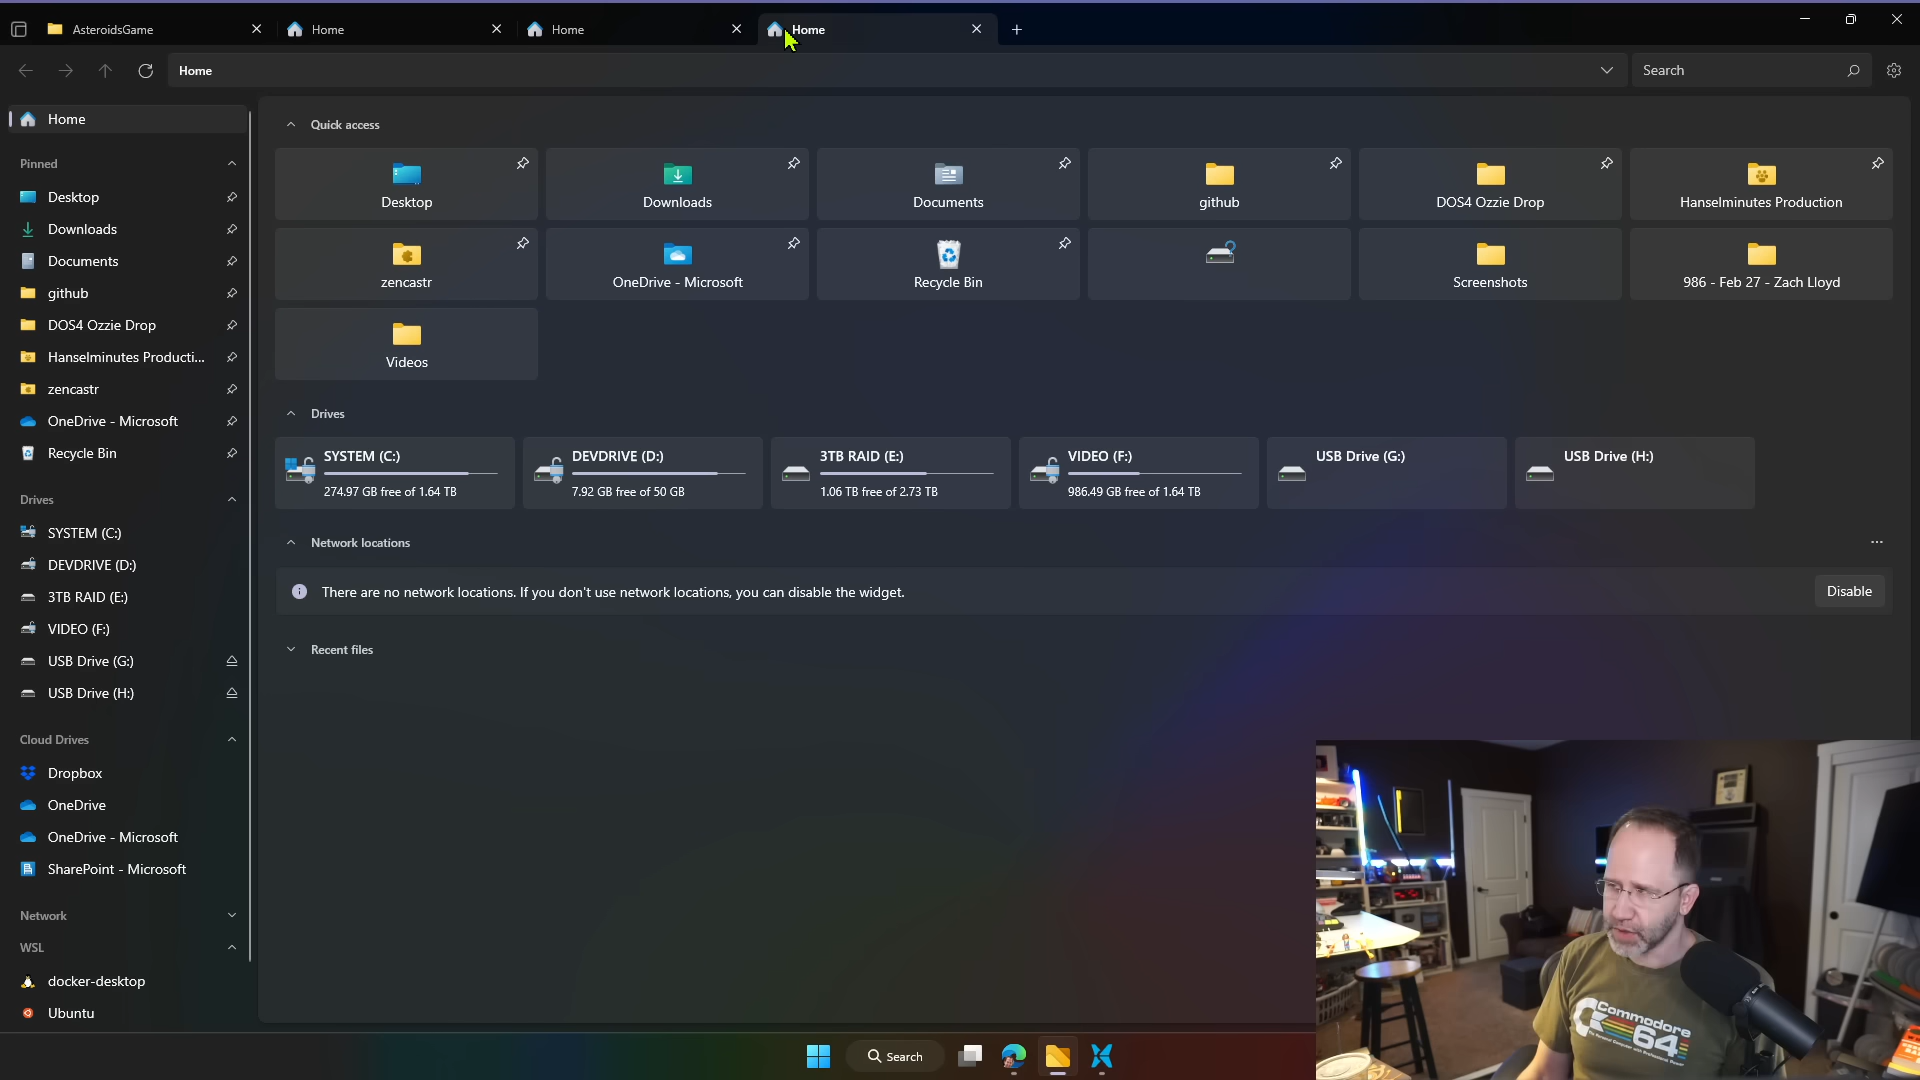 AsteroidsGame
Home
Home
Home
Home
Search
Home
Pinned
Desktop
Downloads
Documents
github
DOS4 Ozzie Drop
Hanselminutes Producti...
zencastr
OneDrive - Microsoft
Recycle Bin
Drives
SYSTEM (C:)
DEVDRIVE (D:)
3TB RAID (E:)
VIDEO (F:)
USB Drive (G:)
USB Drive (H:)
Cloud Drives
Dropbox
OneDrive
OneDrive - Microsoft
SharePoint - Microsoft
Network
WSL
docker-desktop
Ubuntu
Quick access
Desktop
Downloads
Documents
github
DOS4 Ozzie Drop
Hanselminutes Production
zencastr
OneDrive - Microsoft
Recycle Bin
Screenshots
986 - Feb 27 - Zach Lloyd
Videos
Drives
SYSTEM (C:)
274.97 GB free of 1.64 TB
DEVDRIVE (D:)
7.92 GB free of 50 GB
3TB RAID (E:)
1.06 TB free of 2.73 TB
VIDEO (F:)
986.49 GB free of 1.64 TB
USB Drive (G:)
USB Drive (H:)
Network locations
There are no network locations. If you don't use network locations, you can disable the widget.
Disable
Recent files
Search
Commodore
64